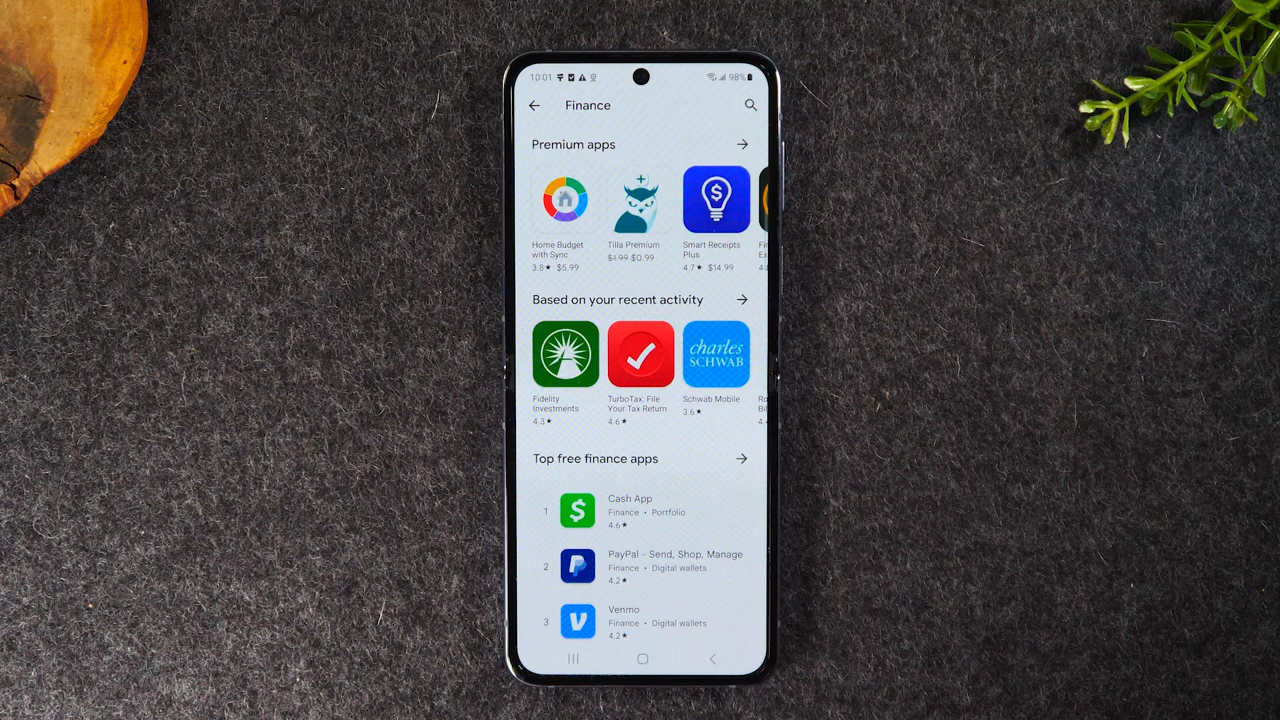 10:01 98%
Finance
Premium apps
Home Budget
with Sync
3.8★ $5.99
Tilla Premium
$1.99 $0.99
Smart Receipts
Plus
4.7★ $14.99
Based on your recent activity
charles
SCHWAB
Fidelity
Investments
4.3★
TurboTax: File
Your Tax Return
4.6★
Schwab Mobile
3.6★
Top free finance apps
1
Cash App
Finance • Portfolio
4.6★
2
PayPal - Send, Shop, Manage
Finance • Digital wallets
4.2★
3
Venmo
Finance • Digital wallets
4.2★